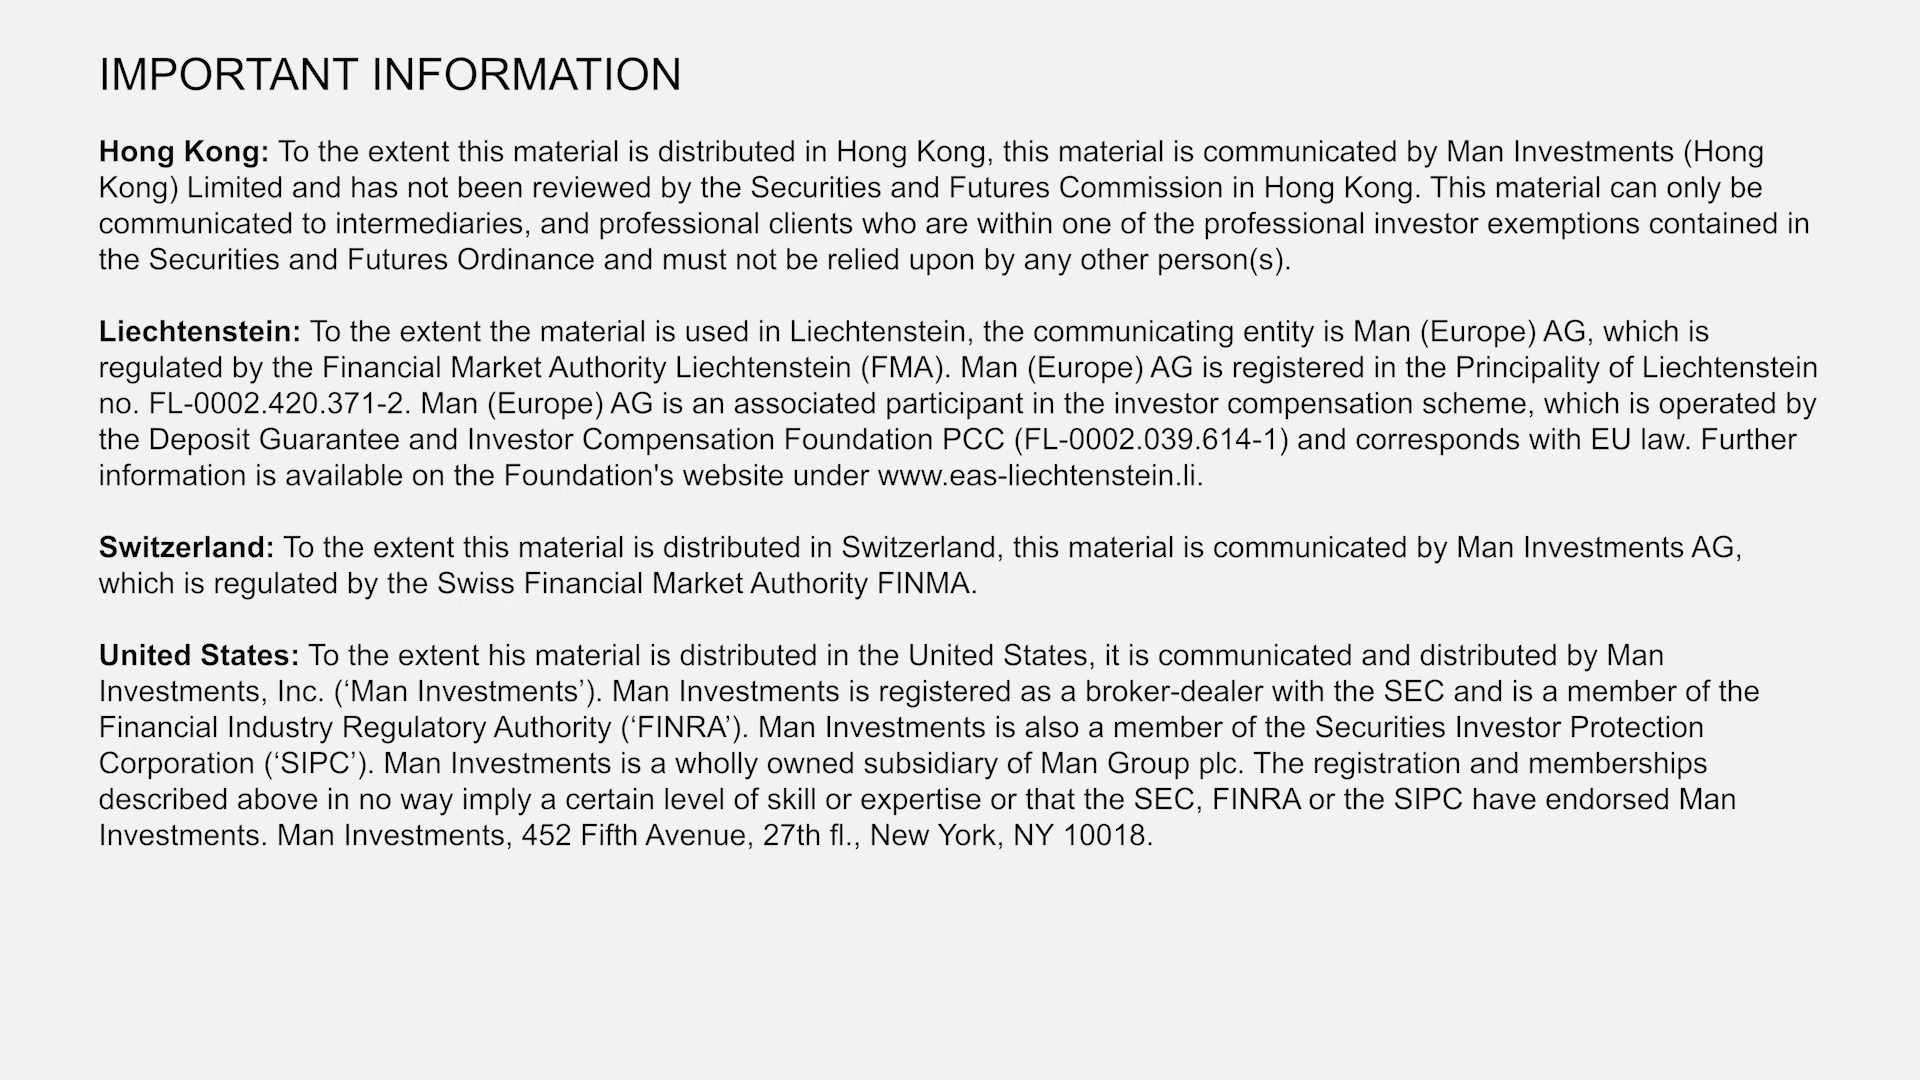 IMPORTANT INFORMATION
Hong Kong: To the extent this material is distributed in Hong Kong, this material is communicated by Man Investments (Hong
Kong) Limited and has not been reviewed by the Securities and Futures Commission in Hong Kong. This material can only be
communicated to intermediaries, and professional clients who are within one of the professional investor exemptions contained in
the Securities and Futures Ordinance and must not be relied upon by any other person(s).
Liechtenstein: To the extent the material is used in Liechtenstein, the communicating entity is Man (Europe) AG, which is
regulated by the Financial Market Authority Liechtenstein (FMA). Man (Europe) AG is registered in the Principality of Liechtenstein
no. FL-0002.420.371-2. Man (Europe) AG is an associated participant in the investor compensation scheme, which is operated by
the Deposit Guarantee and Investor Compensation Foundation PCC (FL-0002.039.614-1) and corresponds with EU law. Further
information is available on the Foundation's website under www.eas-liechtenstein.li.
Switzerland: To the extent this material is distributed in Switzerland, this material is communicated by Man Investments AG,
which is regulated by the Swiss Financial Market Authority FINMA.
United States: To the extent his material is distributed in the United States, it is communicated and distributed by Man
Investments, Inc. (‘Man Investments’). Man Investments is registered as a broker-dealer with the SEC and is a member of the
Financial Industry Regulatory Authority (‘FINRA’). Man Investments is also a member of the Securities Investor Protection
Corporation (‘SIPC’). Man Investments is a wholly owned subsidiary of Man Group plc. The registration and memberships
described above in no way imply a certain level of skill or expertise or that the SEC, FINRA or the SIPC have endorsed Man
Investments. Man Investments, 452 Fifth Avenue, 27th fl., New York, NY 10018.